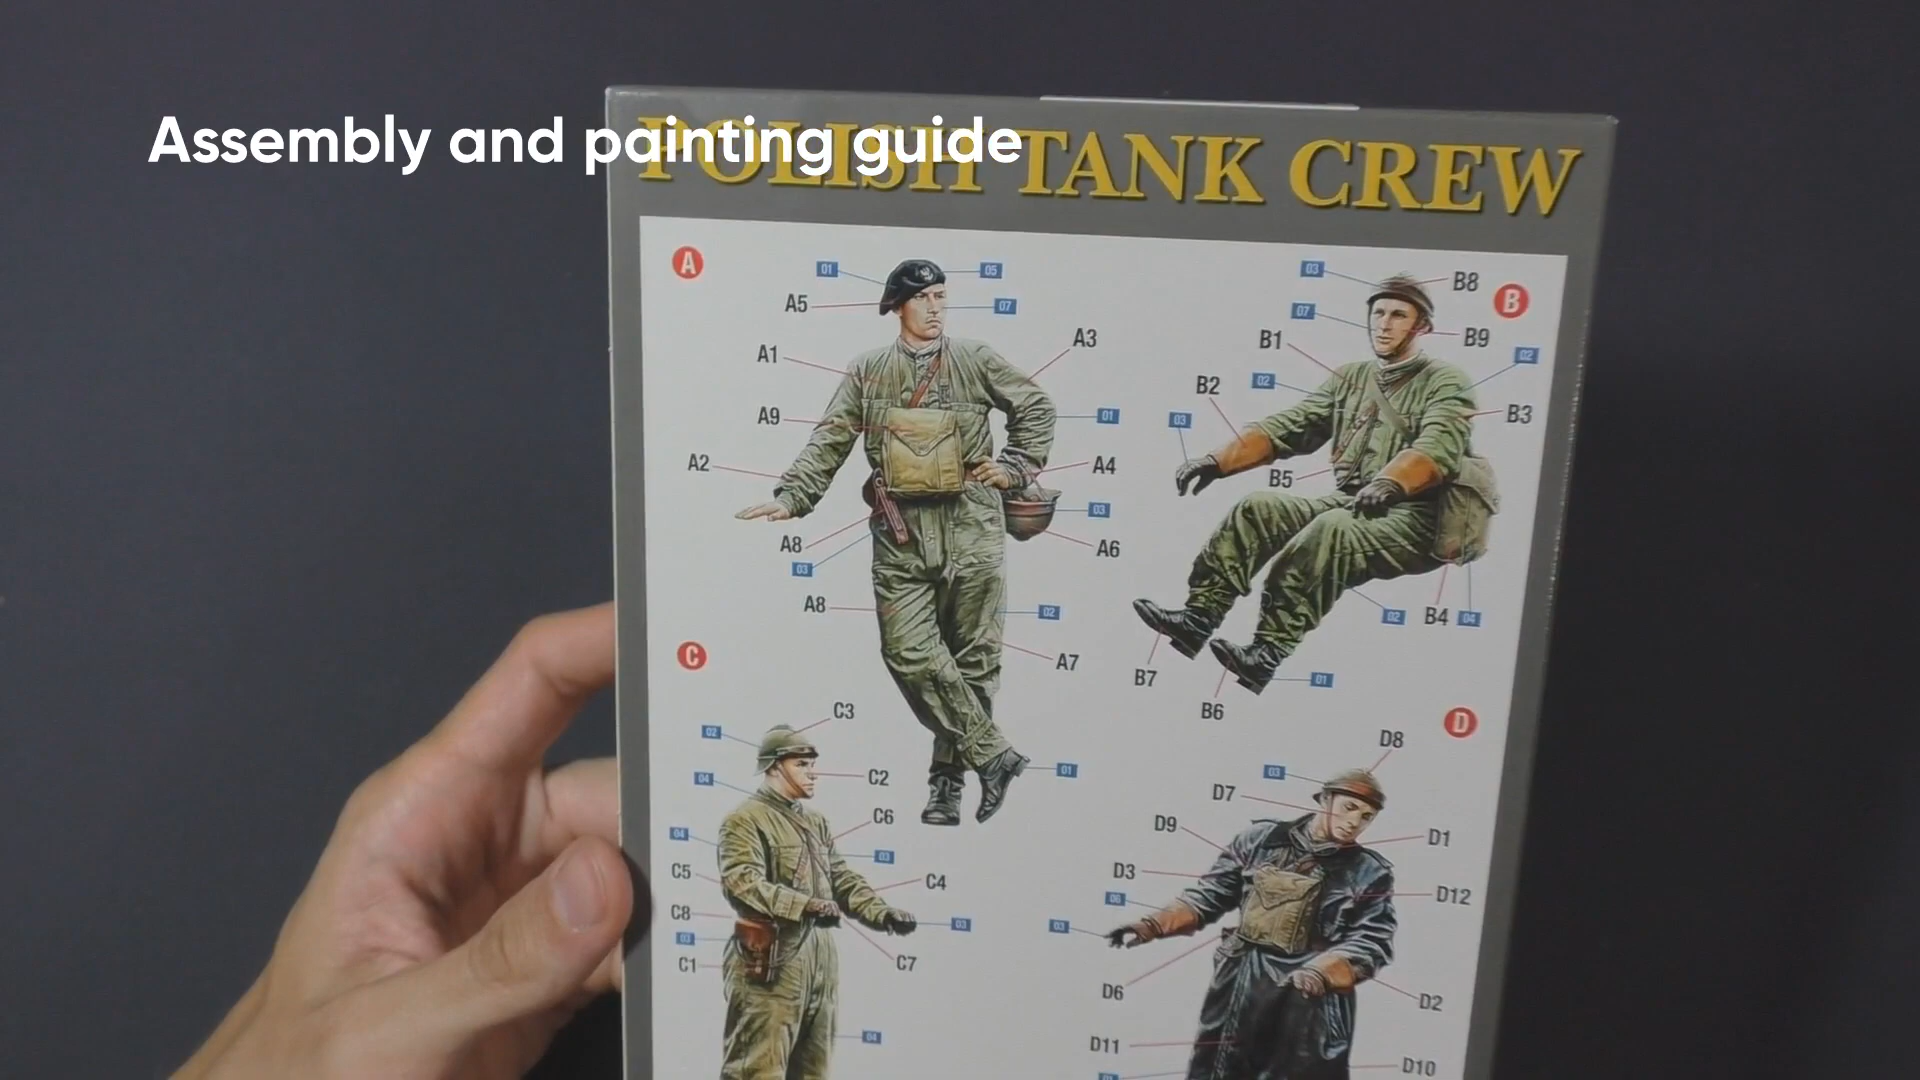 Assembly and painting guide
POLISH TANK CREW
A
01
05
A5
07
A1
A3
A9
01
A2
A4
03
A8
A6
03
A8
02
A7
01
B
03
B8
07
B9
B1
02
02
B2
B3
03
B5
02
B4
04
B7
01
B6
C
C3
02
C2
04
C6
04
03
C5
C4
C8
03
03
C1
C7
04
D
D8
03
D7
D9
D1
D3
D12
06
03
D6
D2
D11
D10